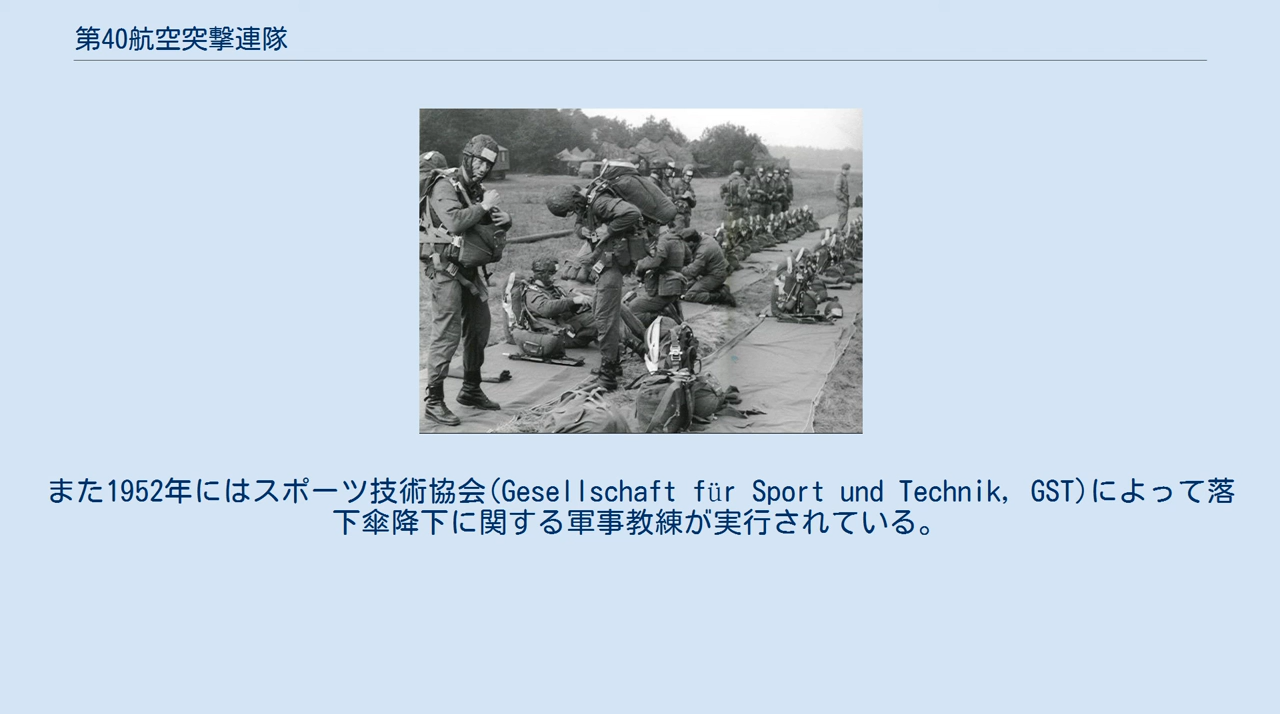 第40航空突撃連隊
また1952年にはスポーツ技術協会(Gesellschaft für Sport und Technik, GST)によって落
下傘降下に関する軍事教練が実行されている。